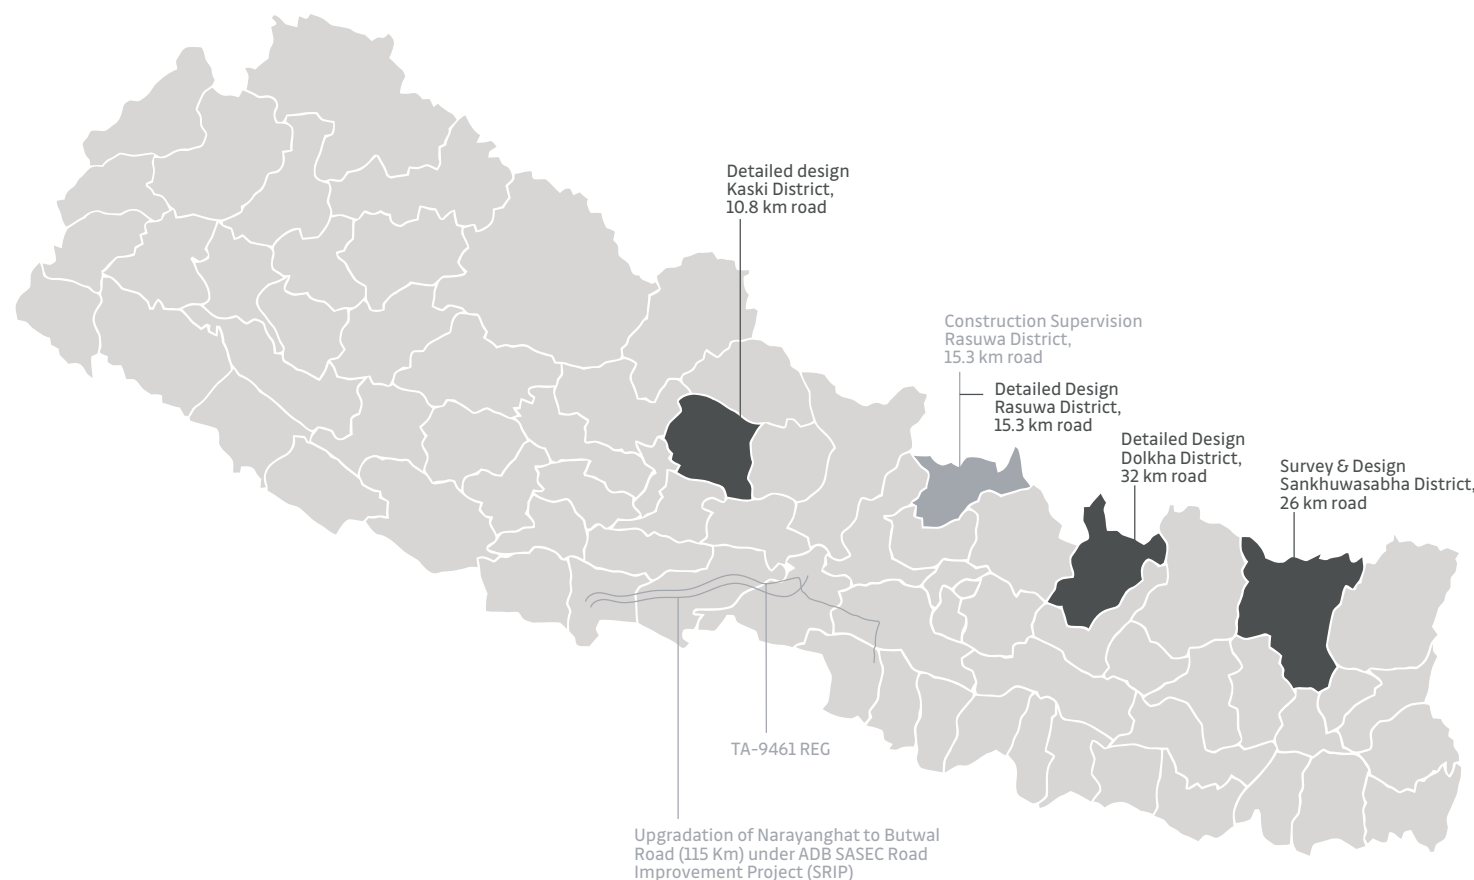 Detailed design
Kaski District,
10.8 km road
Construction Supervision
Rasuwa District,
15.3 km road
Detailed Design
Rasuwa District,
15.3 km road
Detailed Design
Dolkha District,
32 km road
Survey & Design
Sankhuwasabha District,
26 km road
TA-9461 REG
Upgradation of Narayanghat to Butwal
Road (115 Km) under ADB SASEC Road
Improvement Project (SRIP)